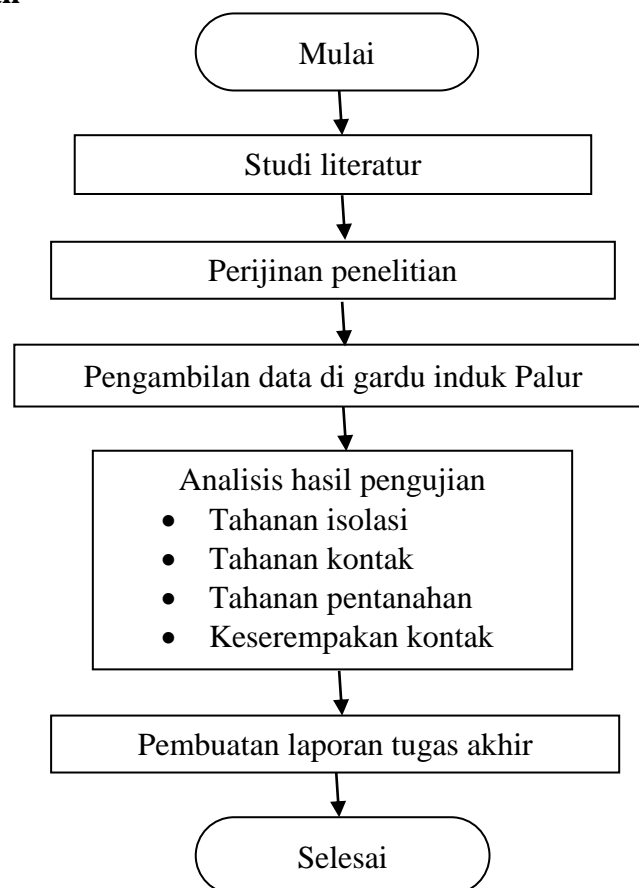 Mulai
Studi literatur
Perijinan penelitian
Pengambilan data di gardu induk Palur
Analisis hasil pengujian
• Tahanan isolasi
• Tahanan kontak
• Tahanan pentanahan
• Keserempakan kontak
Pembuatan laporan tugas akhir
Selesai